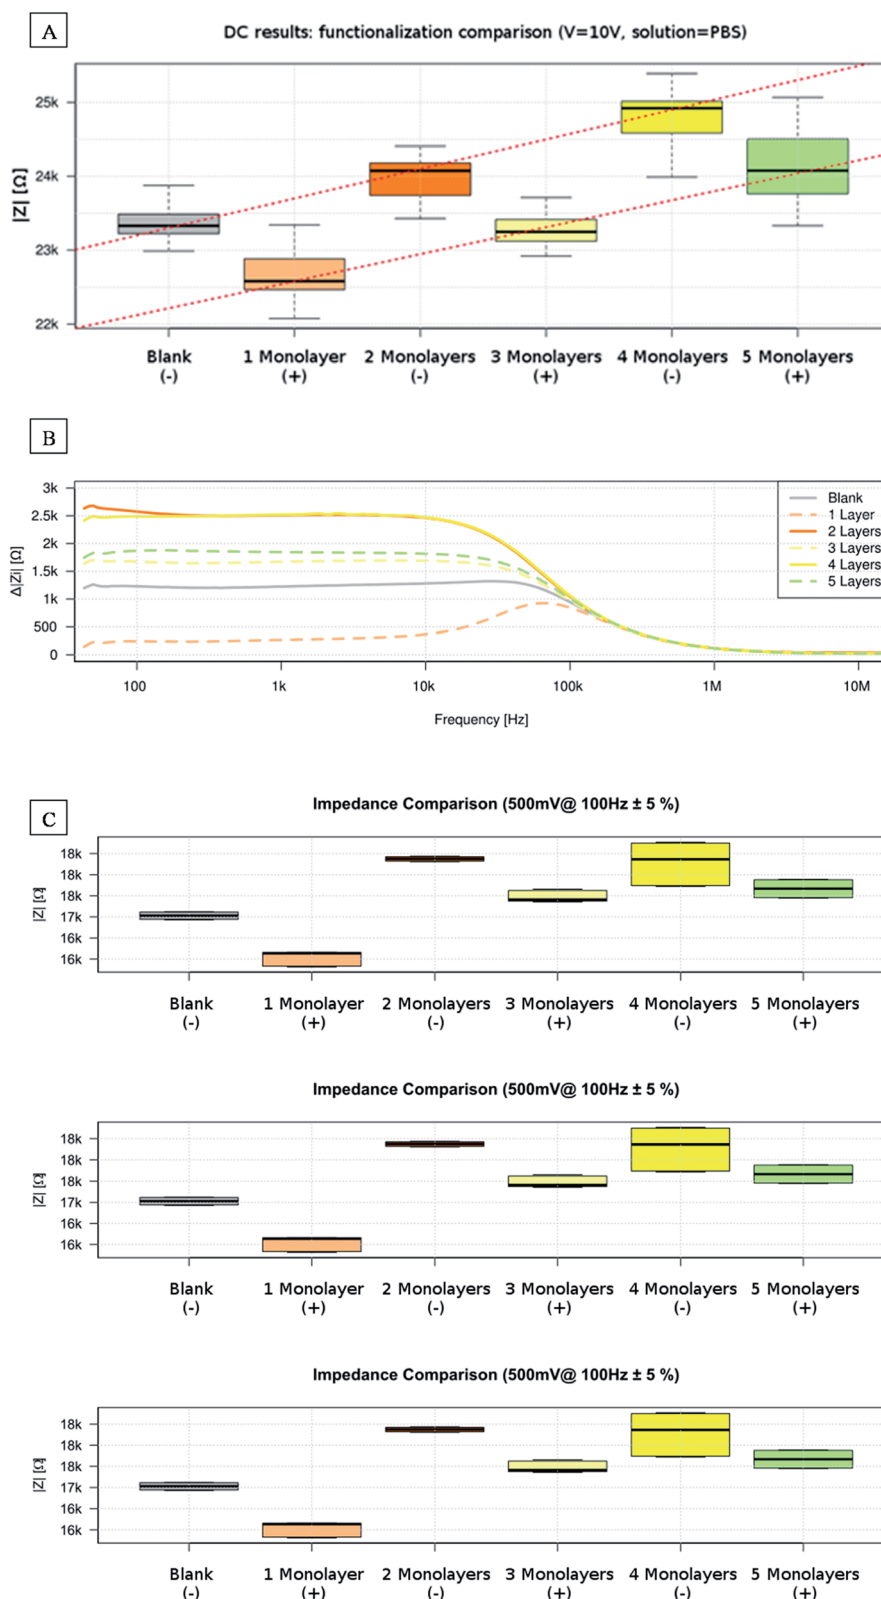 A
DC results: functionalization comparison (V=10V, solution=PBS)
|Z| [Ω]
25k
24k
23k
22k
Blank 1 Monolayer 2 Monolayers 3 Monolayers 4 Monolayers 5 Monolayers
(-) (+) (-) (+) (-) (+)
B
Δ|Z| [Ω]
3k
2.5k
2k
1.5k
1k
500
0
Blank
1 Layer
2 Layers
3 Layers
4 Layers
5 Layers
100 1k 10k 100k 1M 10M
Frequency [Hz]
C
Impedance Comparison (500mV@ 100Hz ± 5 %)
|Z| [Ω]
18k
18k
18k
17k
16k
16k
Blank 1 Monolayer 2 Monolayers 3 Monolayers 4 Monolayers 5 Monolayers
(-) (+) (-) (+) (-) (+)
Impedance Comparison (500mV@ 100Hz ± 5 %)
|Z| [Ω]
18k
18k
18k
17k
16k
16k
Blank 1 Monolayer 2 Monolayers 3 Monolayers 4 Monolayers 5 Monolayers
(-) (+) (-) (+) (-) (+)
Impedance Comparison (500mV@ 100Hz ± 5 %)
|Z| [Ω]
18k
18k
18k
17k
16k
16k
Blank 1 Monolayer 2 Monolayers 3 Monolayers 4 Monolayers 5 Monolayers
(-) (+) (-) (+) (-) (+)